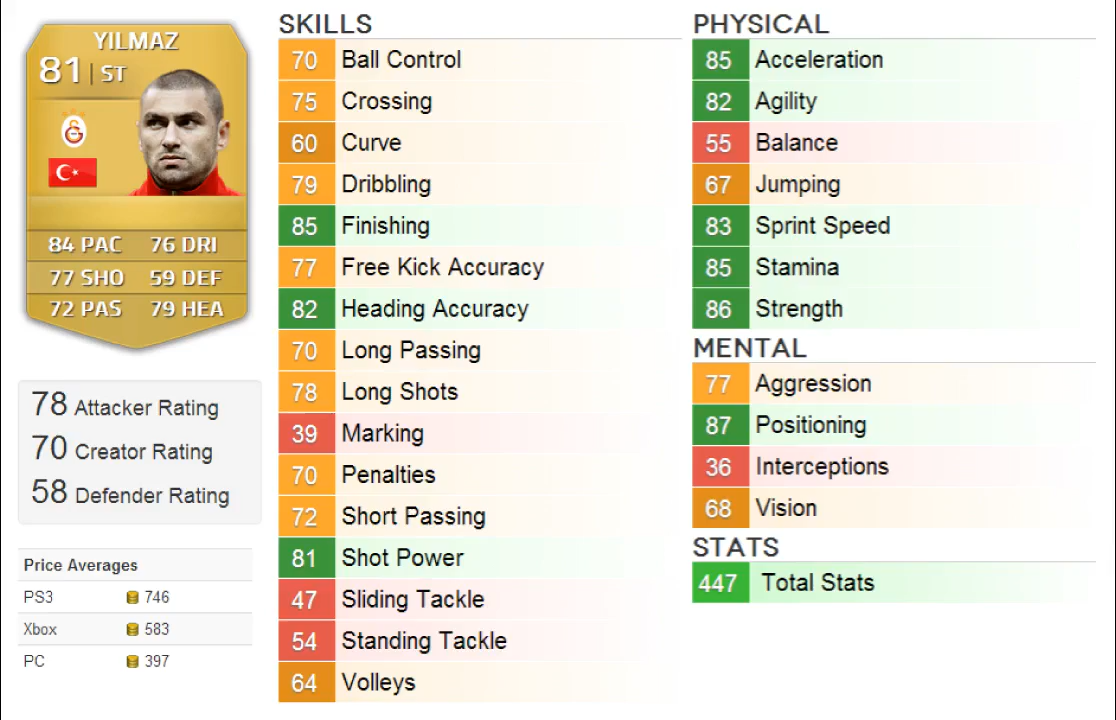 YILMAZ
81 | ST
84 PAC 76 DRI
77 SHO 59 DEF
72 PAS 79 HEA
78 Attacker Rating
70 Creator Rating
58 Defender Rating
Price Averages
PS3 746
Xbox 583
PC 397
SKILLS
70 Ball Control
75 Crossing
60 Curve
79 Dribbling
85 Finishing
77 Free Kick Accuracy
82 Heading Accuracy
70 Long Passing
78 Long Shots
39 Marking
70 Penalties
72 Short Passing
81 Shot Power
47 Sliding Tackle
54 Standing Tackle
64 Volleys
PHYSICAL
85 Acceleration
82 Agility
55 Balance
67 Jumping
83 Sprint Speed
85 Stamina
86 Strength
MENTAL
77 Aggression
87 Positioning
36 Interceptions
68 Vision
STATS
447 Total Stats